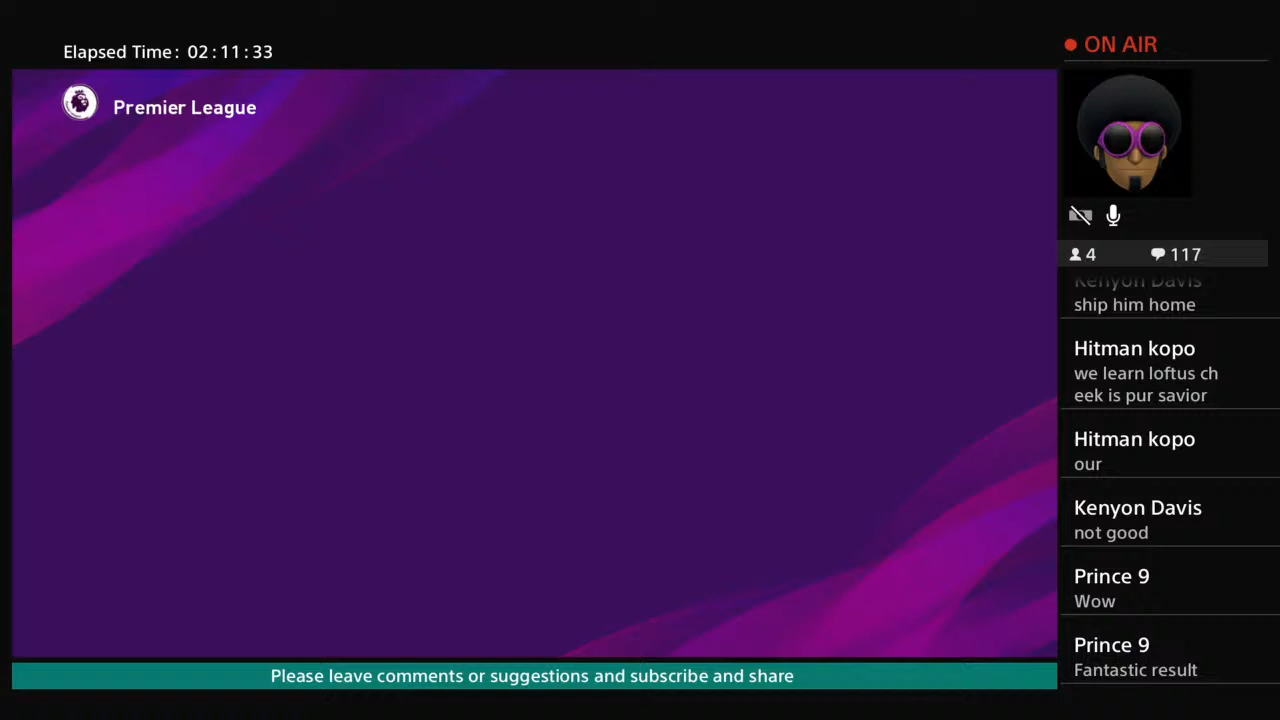 Elapsed Time: 02:11:33
ON AIR
Premier League
4
117
Kenyon Davis
ship him home
Hitman kopo
we learn loftus ch
eek is pur savior
Hitman kopo
our
Kenyon Davis
not good
Prince 9
Wow
Prince 9
Fantastic result
Please leave comments or suggestions and subscribe and share